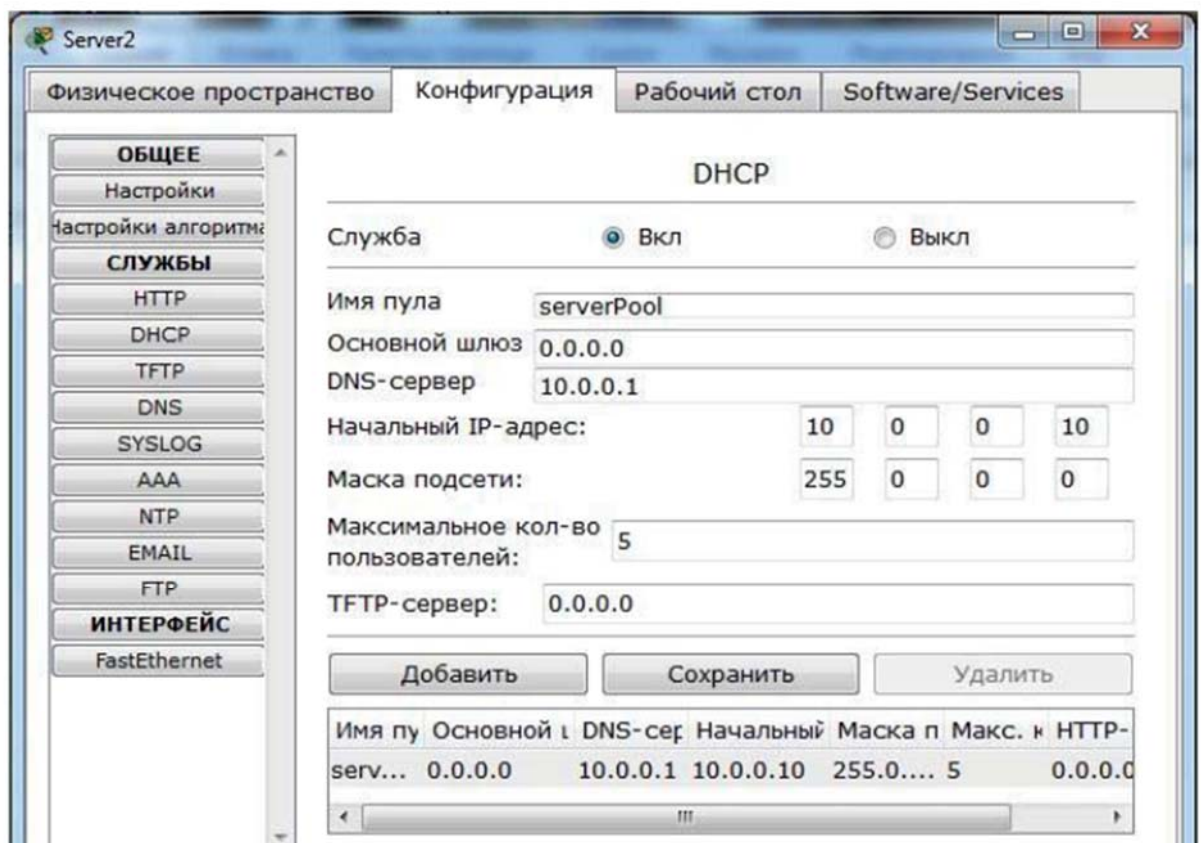 Server2
Физическое пространство Конфигурация Рабочий стол Software/Services
ОБЩЕЕ
Настройки
Настройки алгоритма
СЛУЖБЫ
HTTP
DHCP
TFTP
DNS
SYSLOG
AAA
NTP
EMAIL
FTP
ИНТЕРФЕЙС
FastEthernet
DHCP
Служба Вкл Выкл
Имя пула serverPool
Основной шлюз 0.0.0.0
DNS-сервер 10.0.0.1
Начальный IP-адрес: 10 0 0 10
Маска подсети: 255 0 0 0
Максимальное кол-во
пользователей: 5
TFTP-сервер: 0.0.0.0
Добавить Сохранить Удалить
Имя пу Основной ш DNS-сер Начальный Маска п Макс. к HTTP-
serv... 0.0.0.0 10.0.0.1 10.0.0.10 255.0.... 5 0.0.0.0